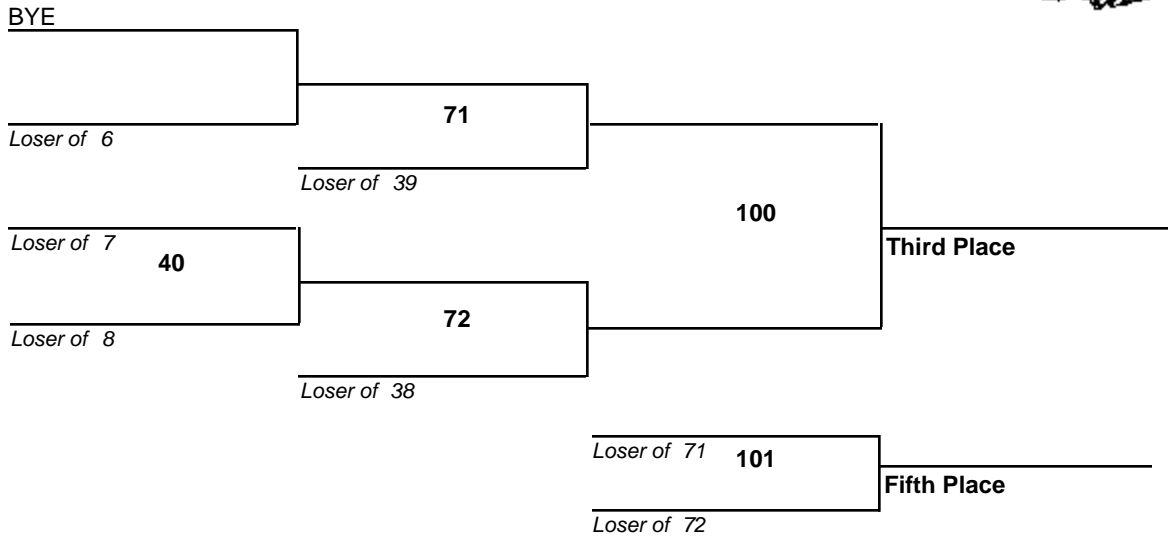 BYE
71
Loser of 6
Loser of 39
100
Loser of 7
40
Third Place
72
Loser of 8
Loser of 38
Loser of 71
101
Fifth Place
Loser of 72